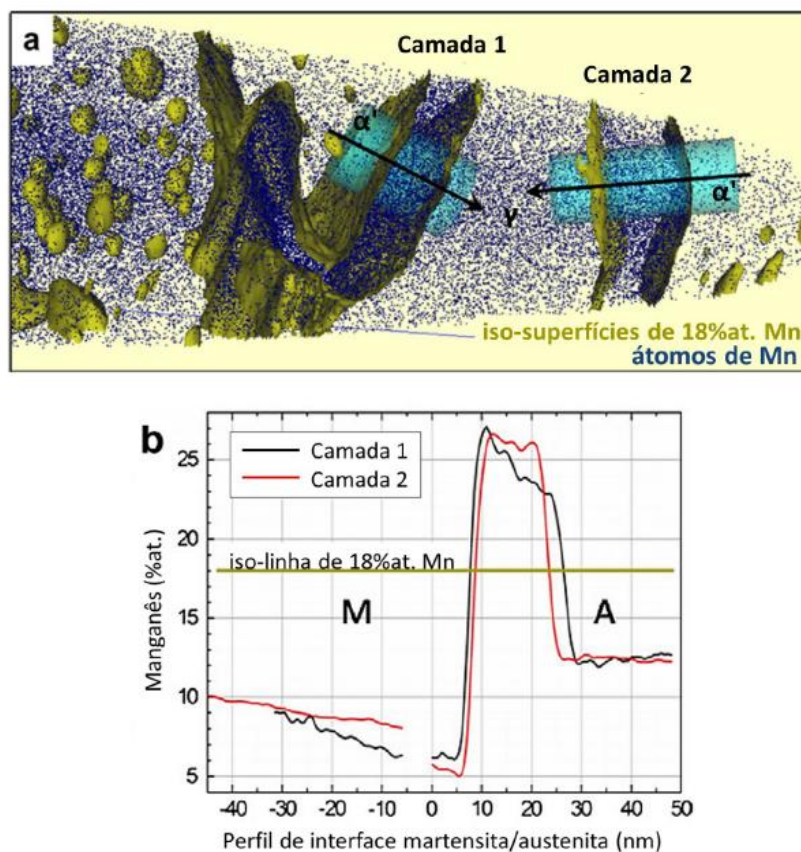 a
Camada 1
Camada 2
α'
α'
γ
iso-superfícies de 18%at. Mn
átomos de Mn
b
Camada 1
Camada 2
iso-linha de 18%at. Mn
M
A
Manganês (%at.)
25
20
15
10
5
-40 -30 -20 -10 0 10 20 30 40 50
Perfil de interface martensita/austenita (nm)